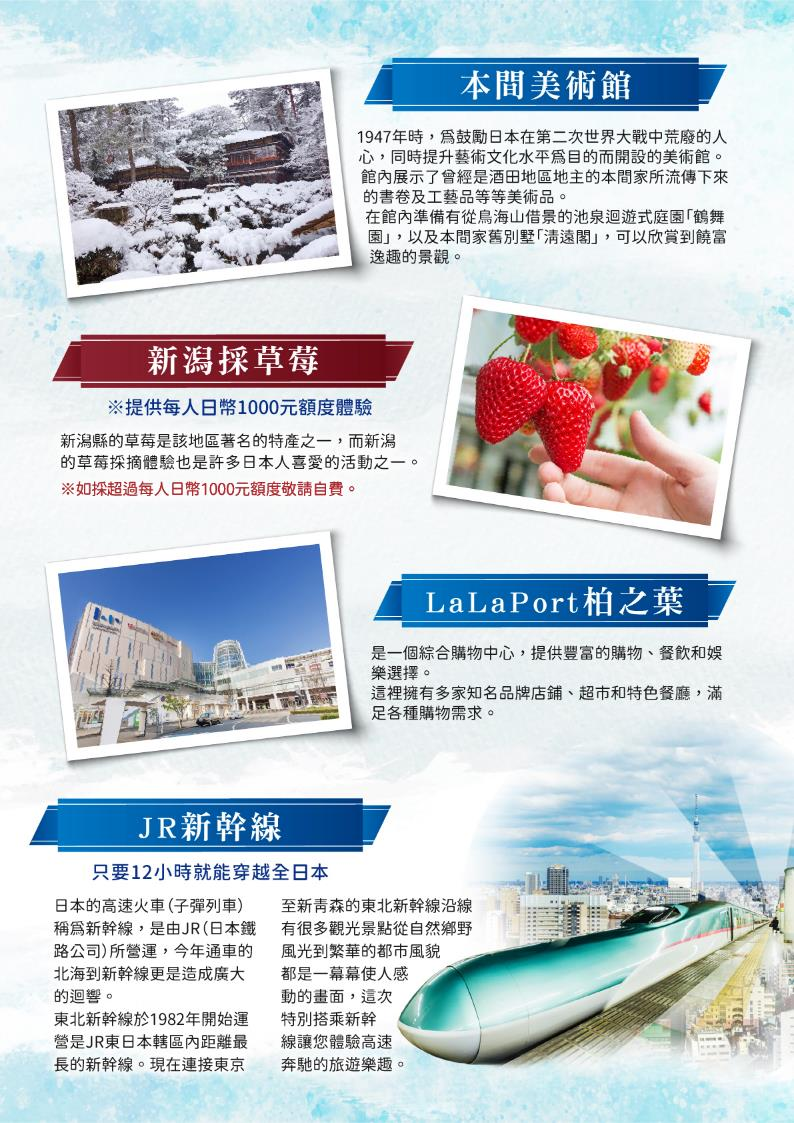 本間美術館
1947年時，爲鼓勵日本在第二次世界大戰中荒廢的人
心，同時提升藝術文化水平爲目的而開設的美術館。
館內展示了曾經是酒田地區地主的本間家所流傳下來
的書卷及工藝品等等美術品。
在館內準備有從鳥海山借景的池泉迴遊式庭園「鶴舞
園」，以及本間家舊別墅「清遠閣」，可以欣賞到饒富
逸趣的景觀。
新潟採草莓
※提供每人日幣1000元額度體驗
新潟縣的草莓是該地區著名的特產之一，而新潟
的草莓採摘體驗也是許多日本人喜愛的活動之一。
※如採超過每人日幣1000元額度敬請自費。
LaLaPort柏之葉
是一個綜合購物中心，提供豐富的購物、餐飲和娛
樂選擇。
這裡擁有多家知名品牌店鋪、超市和特色餐廳，滿
足各種購物需求。
JR新幹線
只要12小時就能穿越全日本
日本的高速火車(子彈列車)
稱爲新幹線，是由JR(日本鐵
路公司)所營運，今年通車的
北海到新幹線更是造成廣大
的迴響。
東北新幹線於1982年開始運
營是JR東日本轄區內距離最
長的新幹線。現在連接東京
至新青森的東北新幹線沿線
有很多觀光景點從自然鄉野
風光到繁華的都市風貌
都是一幕幕使人感
動的畫面，這次
特別搭乘新幹
線讓您體驗高速
奔馳的旅遊樂趣。